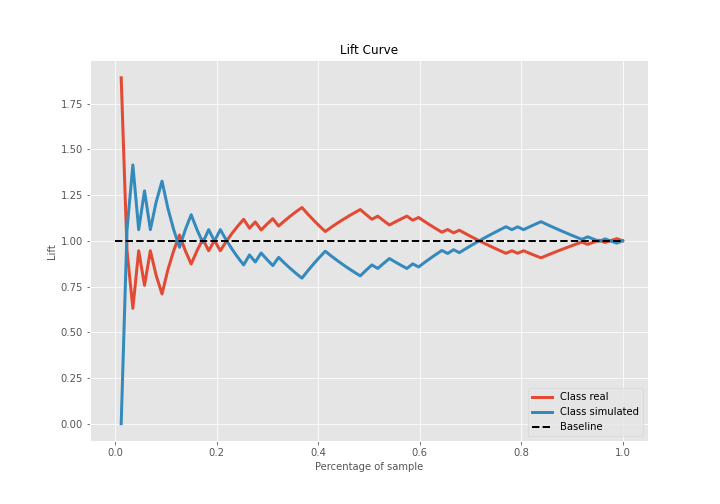 Lift Curve
Lift
1.75
1.50
1.25
1.00
0.75
0.50
0.25
0.00
0.0 0.2 0.4 0.6 0.8 1.0
Percentage of sample
Class real
Class simulated
Baseline